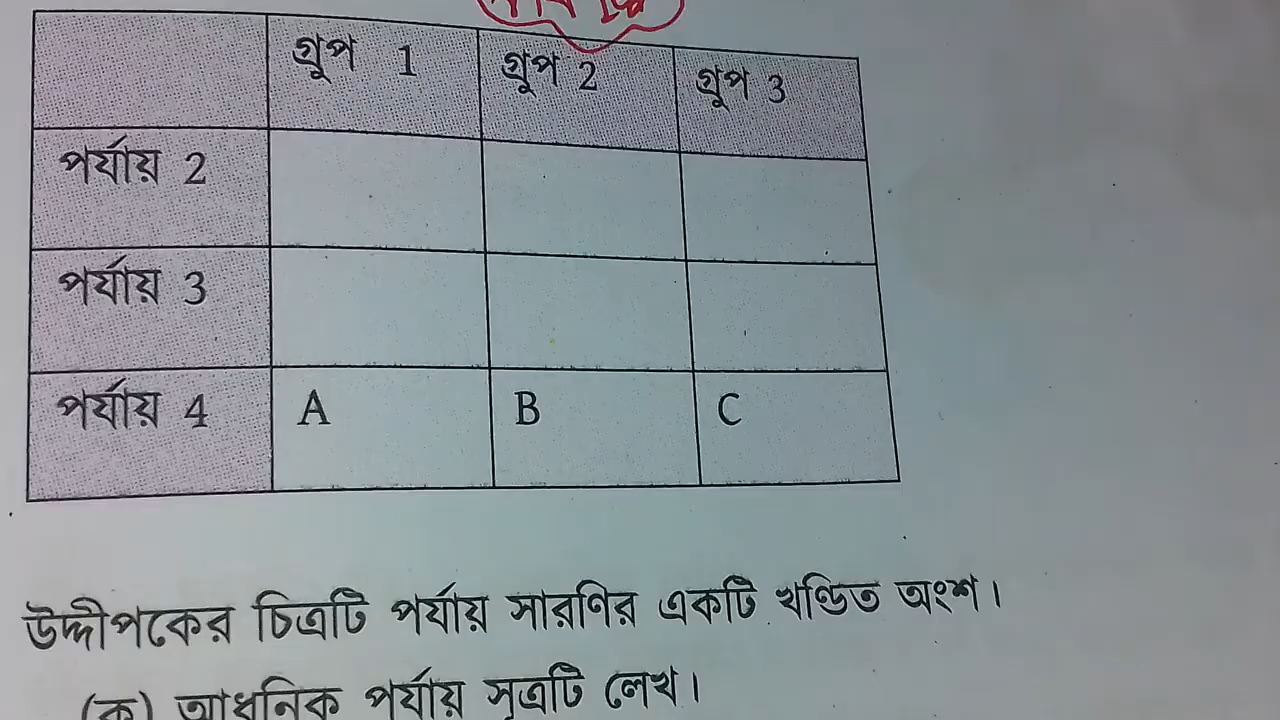 গ্রুপ 1 গ্রুপ 2 গ্রুপ 3
পর্যায় 2
পর্যায় 3
পর্যায় 4 A B C
উদ্দীপকের চিত্রটি পর্যায় সারণির একটি খণ্ডিত অংশ।
(ক) আধুনিক পর্যায় সূত্রটি লেখ।